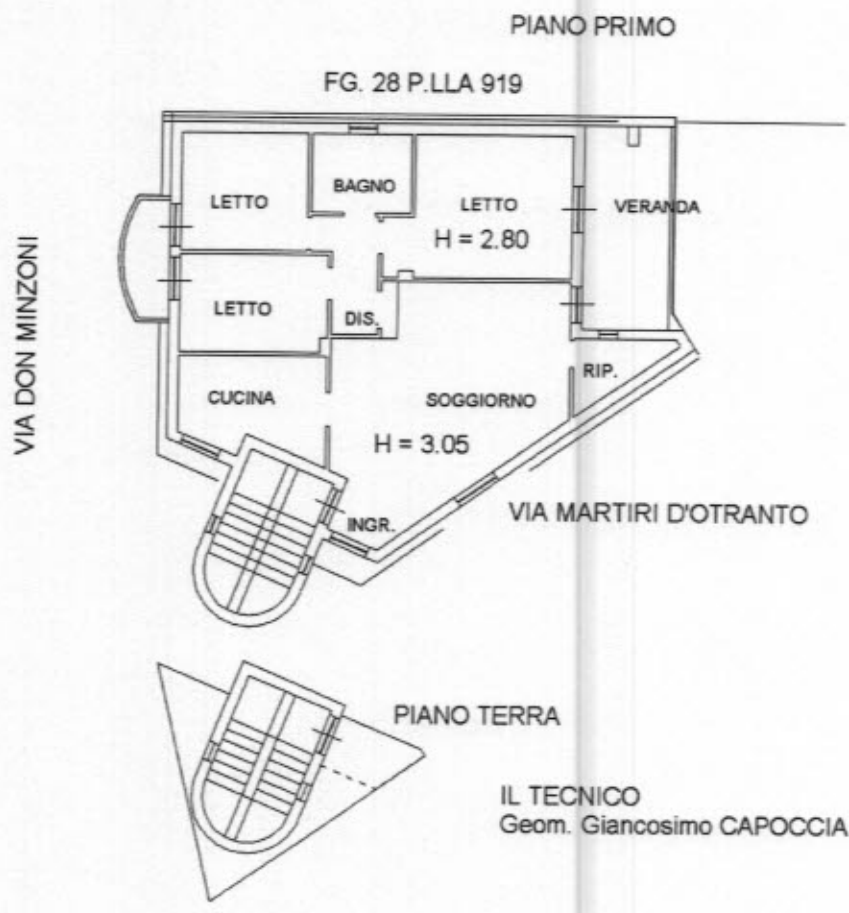 PIANO PRIMO
FG. 28 P.LLA 919
VIA DON MINZONI
LETTO
BAGNO
LETTO
VERANDA
H = 2.80
LETTO
DIS.
RIP.
CUCINA
SOGGIORNO
H = 3.05
INGR.
VIA MARTIRI D'OTRANTO
PIANO TERRA
IL TECNICO
Geom. Giancosimo CAPOCCIA